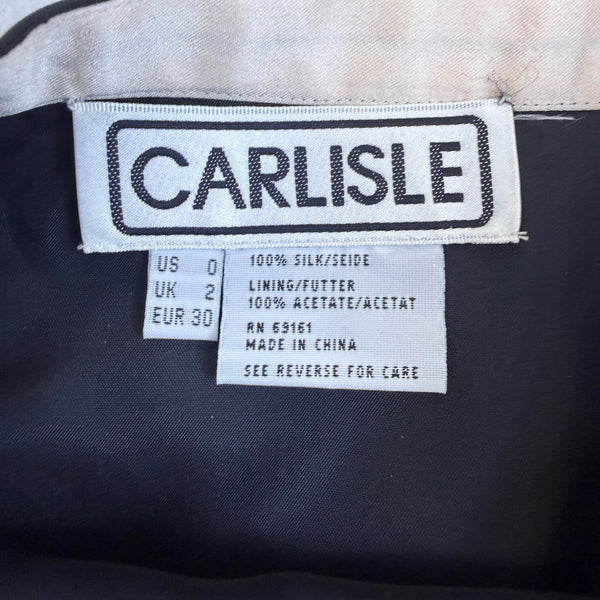 CARLISLE
US 0
UK 2
EUR 30
100% SILK/SEIDE
LINING/FUTTER
100% ACETATE/ACETAT
RN 69161
MADE IN CHINA
SEE REVERSE FOR CARE